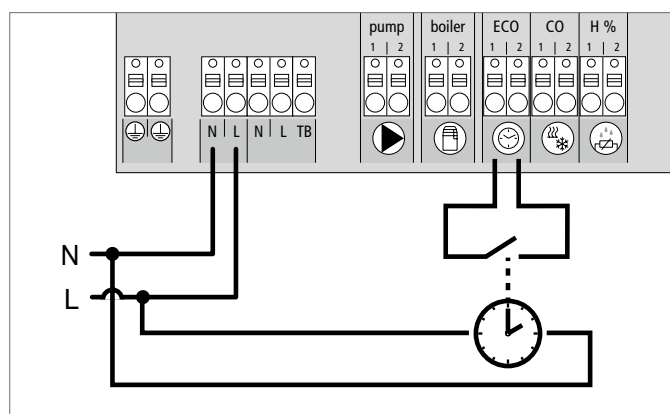 pump boiler ECO CO H %
1 | 2 1 | 2 1 | 2 1 | 2 1 | 2
N L N L TB
N
L